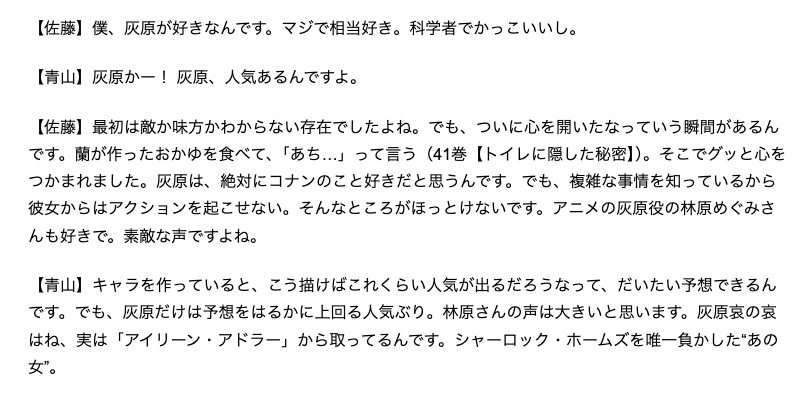 【佐藤】僕、灰原が好きなんです。マジで相当好き。科学者でかっこいいし。
【青山】灰原かー！ 灰原、人気あるんですよ。
【佐藤】最初は敵か味方かわからない存在でしたよね。でも、ついに心を開いたなっていう瞬間があるん
です。蘭が作ったおかゆを食べて、「あち…」って言う（41巻【トイレに隠した秘密】）。そこでグッと心を
つかまれました。灰原は、絶対にコナンのこと好きだと思うんです。でも、複雑な事情を知っているから
彼女からはアクションを起こせない。そんなところがほっとけないです。アニメの灰原役の林原めぐみさ
んも好きで。素敵な声ですよね。
【青山】キャラを作っていると、こう描けばこれくらい人気が出るだろうなって、だいたい予想できるん
です。でも、灰原だけは予想をはるかに上回る人気ぶり。林原さんの声は大きいと思います。灰原哀の哀
はね、実は「アイリーン・アドラー」から取ってるんです。シャーロック・ホームズを唯一負かした“あの
女”。